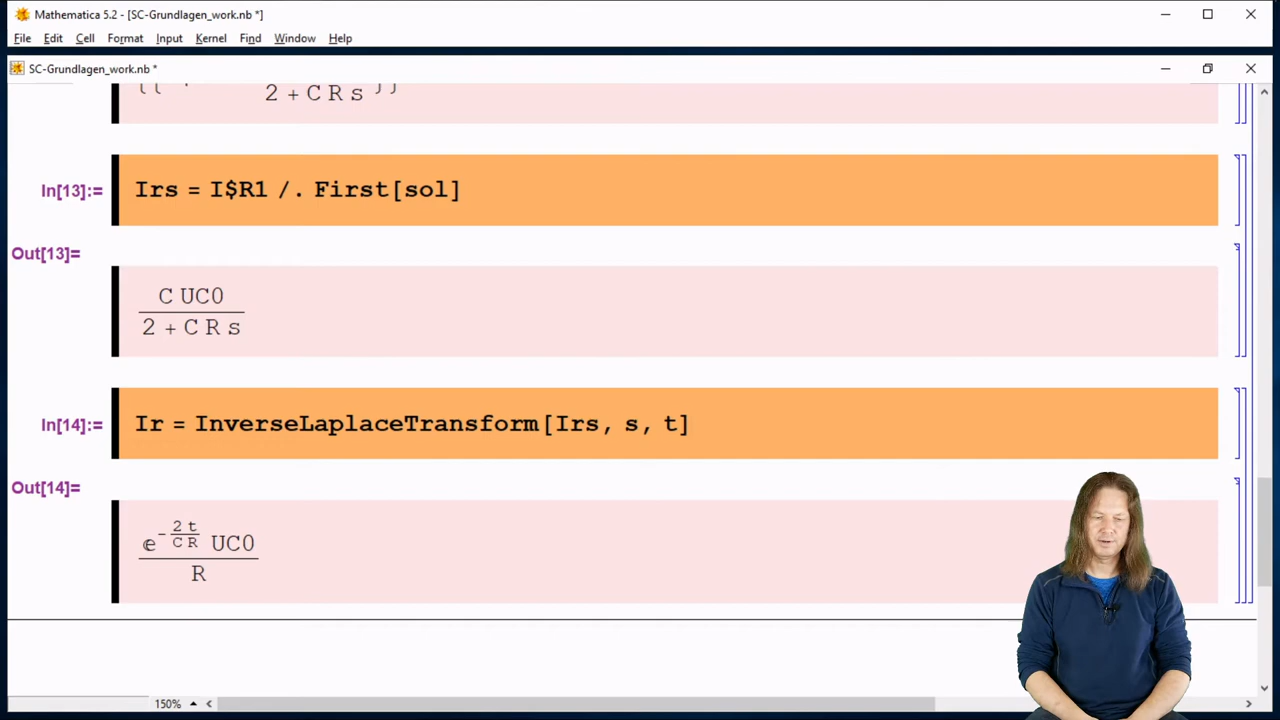 Mathematica 5.2 - [SC-Grundlagen_work.nb *]
File Edit Cell Format Input Kernel Find Window Help
SC-Grundlagen_work.nb *
2 + C R s
In[13]:= Irs = I$R1 /. First[sol]
Out[13]=
C UC0
2 + C R s
In[14]:= Ir = InverseLaplaceTransform[Irs, s, t]
Out[14]=
2 t
e - C R UC0
R
150%